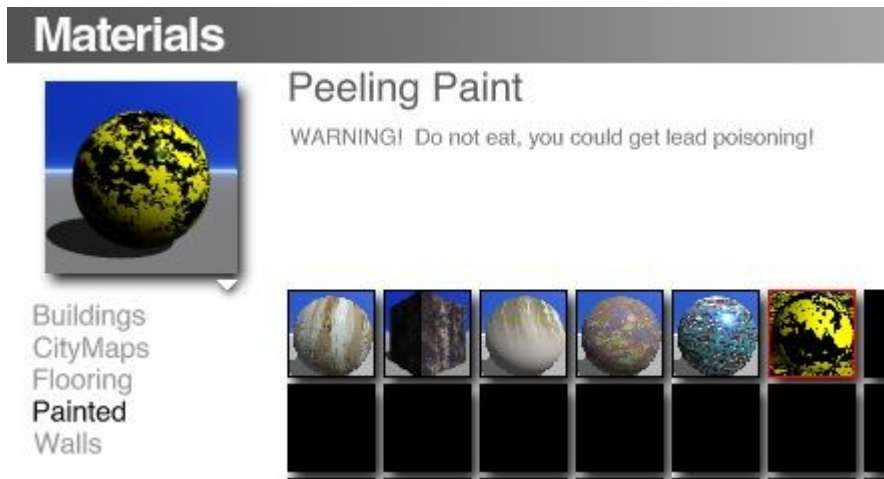 Materials
Peeling Paint
WARNING!  Do not eat, you could get lead poisoning!
Buildings
CityMaps
Flooring
Painted
Walls